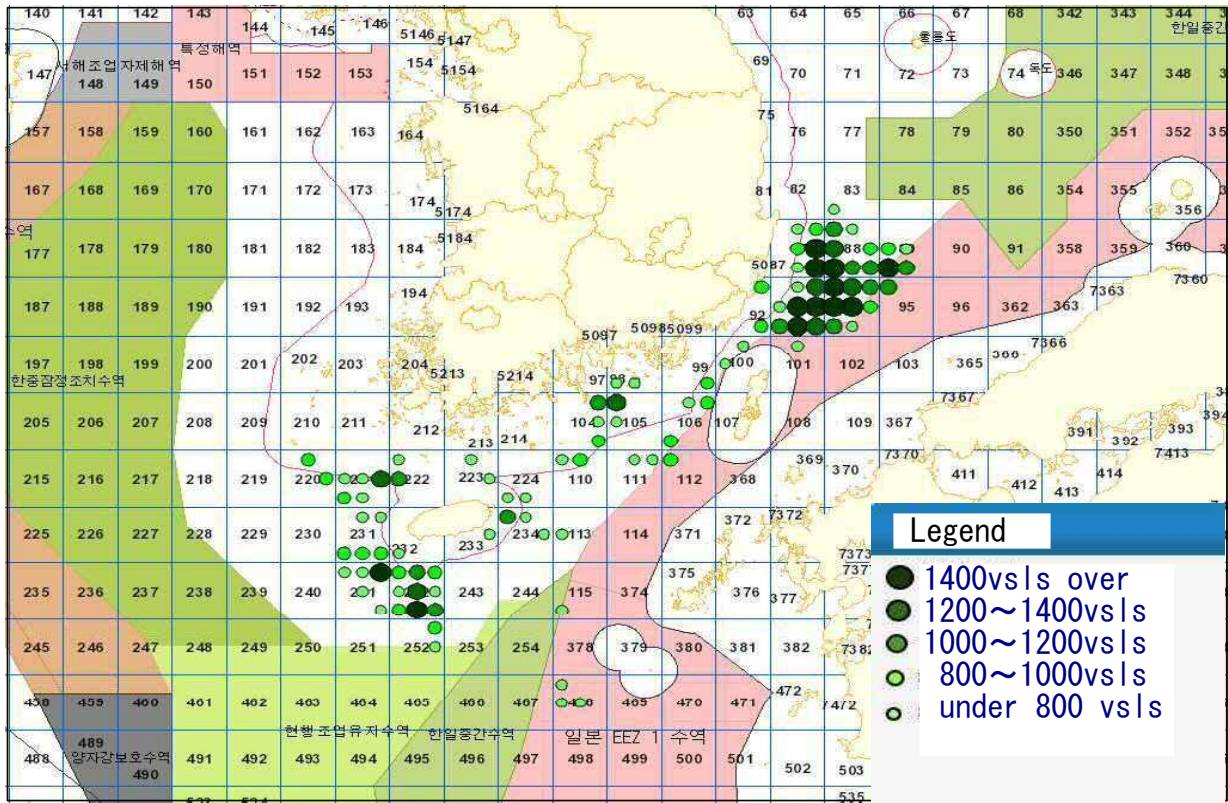 140 141 142 143 144 145 146 5146 5147 63 64 65 66 67 68 342 343 344
특성해역 울릉도 한일중간
서해조업자제해역 154 5154 69 독도
147 148 149 150 151 152 153 70 71 72 73 74 346 347 348
5164 75
157 158 159 160 161 162 163 164 76 77 78 79 80 350 351 352
167 168 169 170 171 172 173 81 82 83 84 85 86 354 355
174 5174 356
수역 5184
177 178 179 180 181 182 183 184 88 90 91 358 359 360
5087
194 7360
187 188 189 190 191 192 193 92 95 96 362 363 7363
5097 5098 5099
197 198 199 200 201 202 203 204 99 100 101 102 103 365 366 7366
한중잠정조치수역 5213 5214 97 98
7367
205 206 207 208 209 210 211 212 213 214 104 105 106 107 108 109 367 391 392 393
369 370 7370 7413
215 216 217 218 219 220 222 223 224 110 111 112 368 411 412 413 414
225 226 227 228 229 230 231 232 233 234 113 114 371 372 7372
7373
375
235 236 237 238 239 240 243 244 115 374 376 377
245 246 247 248 249 250 251 252 253 254 378 379 380 381 382 7382
458 459 460 461 462 463 464 465 466 467 469 470 471 472 7472
현행조업유지수역 한일중간수역 일본 EEZ 1 수역
489
양자강보호수역
488 490 491 492 493 494 495 496 497 498 499 500 501 502 503
535
Legend
1400vsls over
1200～1400vsls
1000～1200vsls
800～1000vsls
under 800 vsls